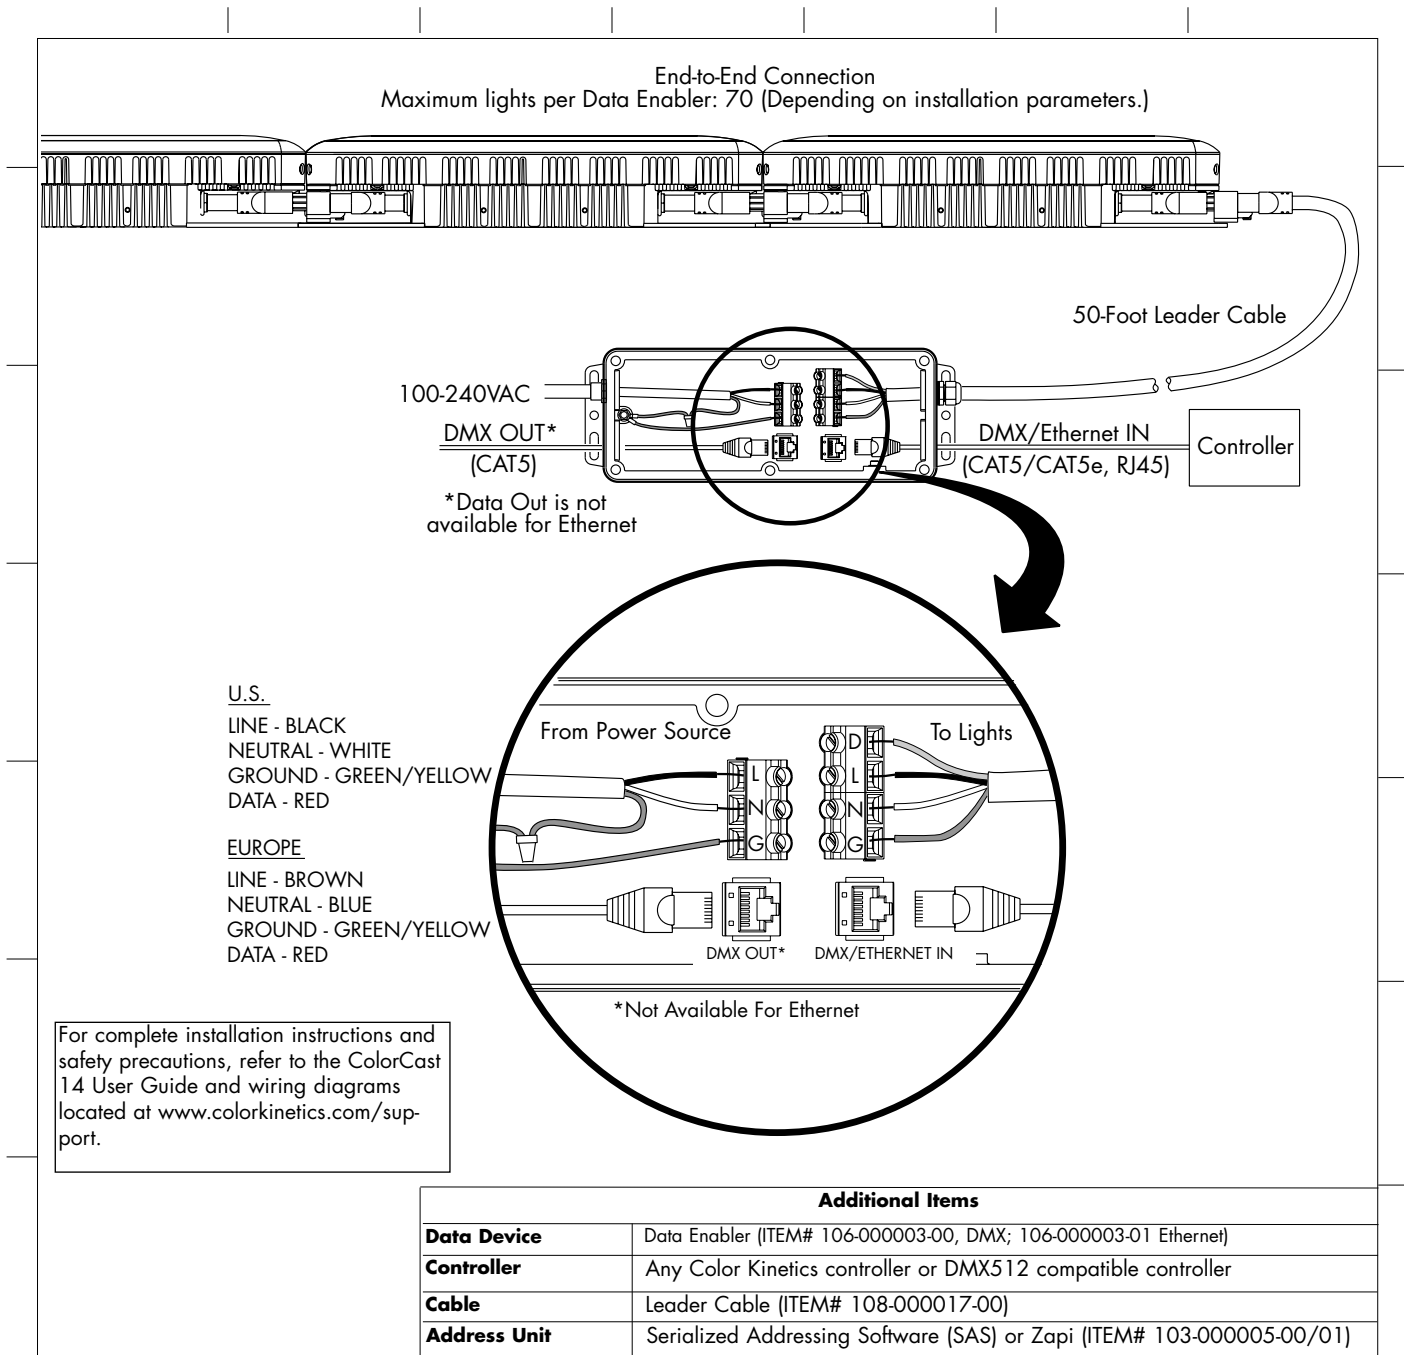 End-to-End Connection
Maximum lights per Data Enabler: 70 (Depending on installation parameters.)
50-Foot Leader Cable
100-240VAC
DMX OUT*
(CAT5)
*Data Out is not
available for Ethernet
DMX/Ethernet IN
(CAT5/CAT5e, RJ45)
Controller
U.S.
LINE - BLACK
NEUTRAL - WHITE
GROUND - GREEN/YELLOW
DATA - RED
EUROPE
LINE - BROWN
NEUTRAL - BLUE
GROUND - GREEN/YELLOW
DATA - RED
From Power Source
To Lights
L
N
G
D
L
N
G
DMX OUT*
DMX/ETHERNET IN
*Not Available For Ethernet
For complete installation instructions and
safety precautions, refer to the ColorCast
14 User Guide and wiring diagrams
located at www.colorkinetics.com/sup-
port.
Additional Items
Data Device Data Enabler (ITEM# 106-000003-00, DMX; 106-000003-01 Ethernet)
Controller Any Color Kinetics controller or DMX512 compatible controller
Cable Leader Cable (ITEM# 108-000017-00)
Address Unit Serialized Addressing Software (SAS) or Zapi (ITEM# 103-000005-00/01)